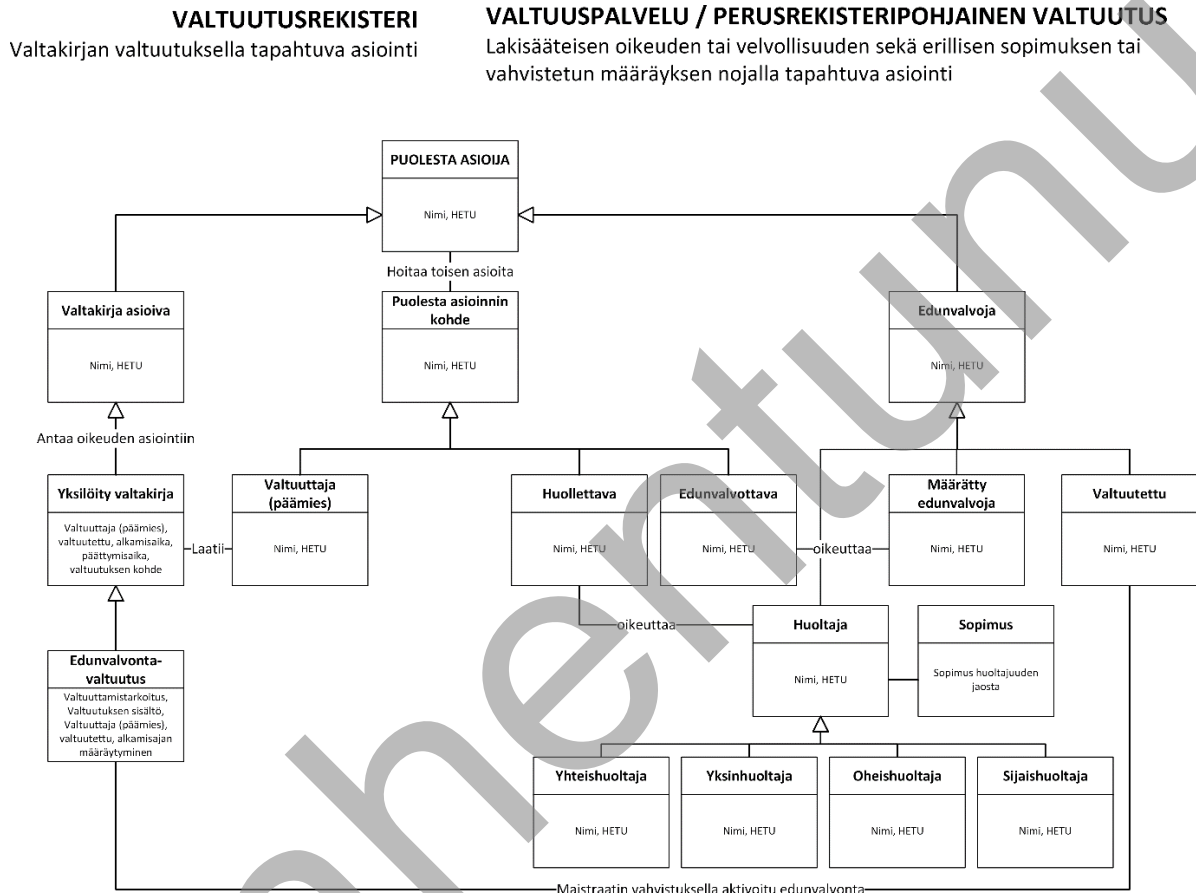 VALTUUTUSREKISTERI
Valtakirjan valtuutuksella tapahtuva asiointi
VALTUUSPALVELU / PERUSREKISTERIPOHJAINEN VALTUUTUS
Lakisääteisen oikeuden tai velvollisuuden sekä erillisen sopimuksen tai
vahvistetun määräyksen nojalla tapahtuva asiointi
PUOLESTA ASIOIJA
Nimi, HETU
Hoitaa toisen asioita
Valtakirja asioiva
Nimi, HETU
Puolesta asioinnin
kohde
Nimi, HETU
Edunvalvoja
Nimi, HETU
Antaa oikeuden asiointiin
Yksilöity valtakirja
Valtuuttaja (päämies),
valtuutettu, alkamisaika,
päättymisaika,
valtuutuksen kohde
Laatii
Valtuuttaja
(päämies)
Nimi, HETU
Huollettava
Nimi, HETU
Edunvalvottava
Nimi, HETU
oikeuttaa
Määrätty
edunvalvoja
Nimi, HETU
Valtuutettu
Nimi, HETU
oikeuttaa
Huoltaja
Nimi, HETU
Sopimus
Sopimus huoltajuuden
jaosta
Edunvalvonta-
valtuutus
Valtuuttamistarkoitus,
Valtuutuksen sisältö,
Valtuuttaja (päämies),
valtuutettu, alkamisajan
määräytyminen
Yhteishuoltaja
Nimi, HETU
Yksinhuoltaja
Nimi, HETU
Oheishuoltaja
Nimi, HETU
Sijaishuoltaja
Nimi, HETU
Maistraatin vahvistuksella aktivoitu edunvalvonta